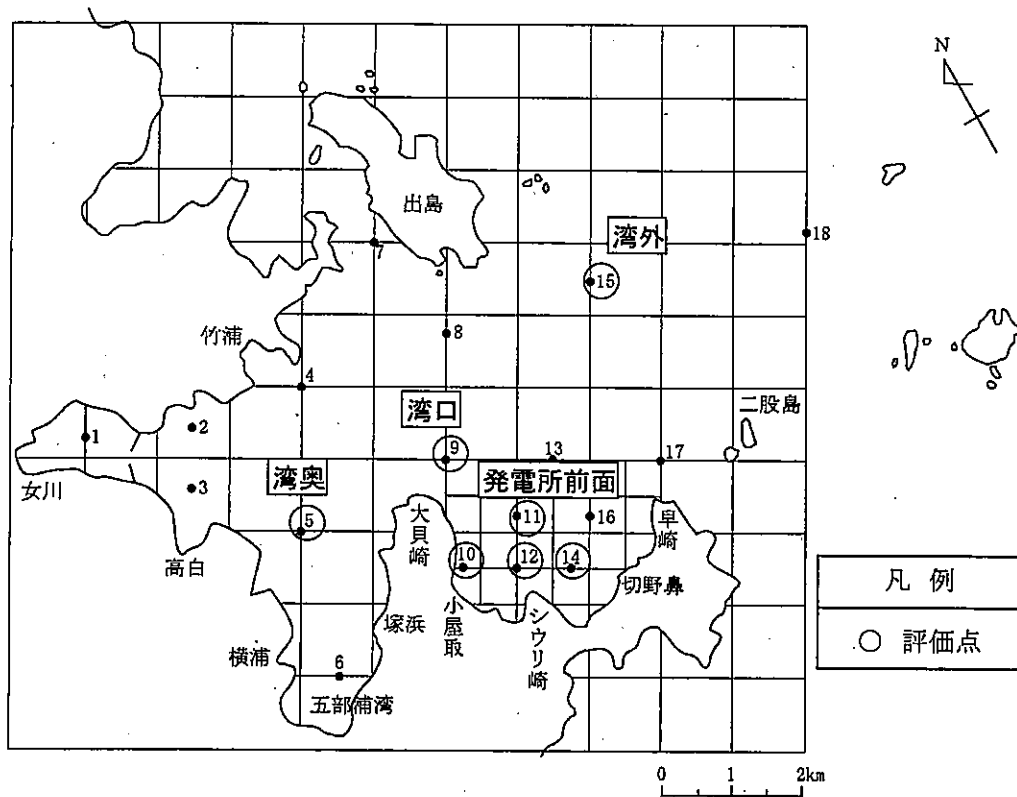 N
出島
湾外
18
7
15
竹浦
8
4
二股島
湾口
1
2
9
13
17
女川
3
湾奥
発電所前面
5
大貝崎
11
16
早崎
高白
10
12
14
切野鼻
凡例
○ 評価点
塚浜
小屋取
シウリ崎
横浦
6
五部浦湾
0 1 2km